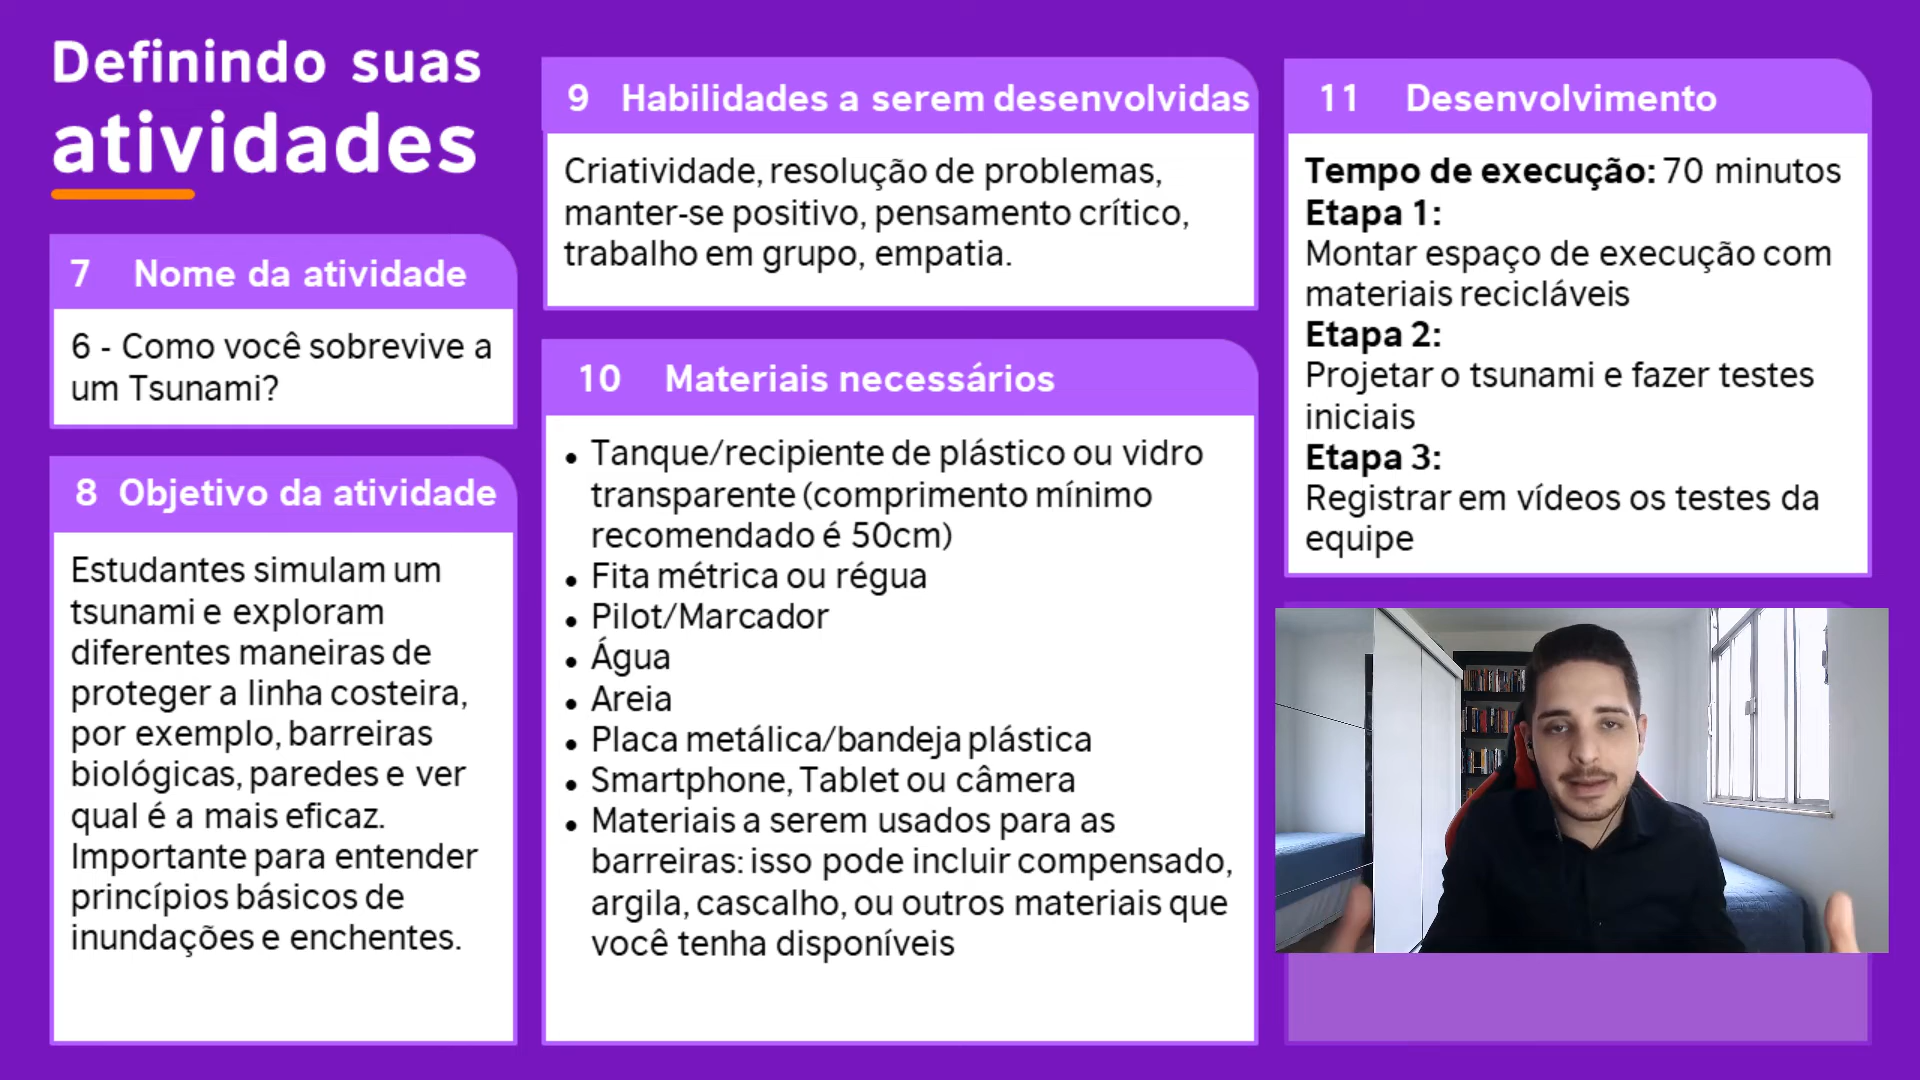 Definindo suas
atividades
7 Nome da atividade
6 - Como você sobrevive a
um Tsunami?
8 Objetivo da atividade
Estudantes simulam um
tsunami e exploram
diferentes maneiras de
proteger a linha costeira,
por exemplo, barreiras
biológicas, paredes e ver
qual é a mais eficaz.
Importante para entender
princípios básicos de
inundações e enchentes.
9 Habilidades a serem desenvolvidas
Criatividade, resolução de problemas,
manter-se positivo, pensamento crítico,
trabalho em grupo, empatia.
10 Materiais necessários
• Tanque/recipiente de plástico ou vidro
transparente (comprimento mínimo
recomendado é 50cm)
• Fita métrica ou régua
• Pilot/Marcador
• Água
• Areia
• Placa metálica/bandeja plástica
• Smartphone, Tablet ou câmera
• Materiais a serem usados para as
barreiras: isso pode incluir compensado,
argila, cascalho, ou outros materiais que
você tenha disponíveis
11 Desenvolvimento
Tempo de execução: 70 minutos
Etapa 1:
Montar espaço de execução com
materiais recicláveis
Etapa 2:
Projetar o tsunami e fazer testes
iniciais
Etapa 3:
Registrar em vídeos os testes da
equipe